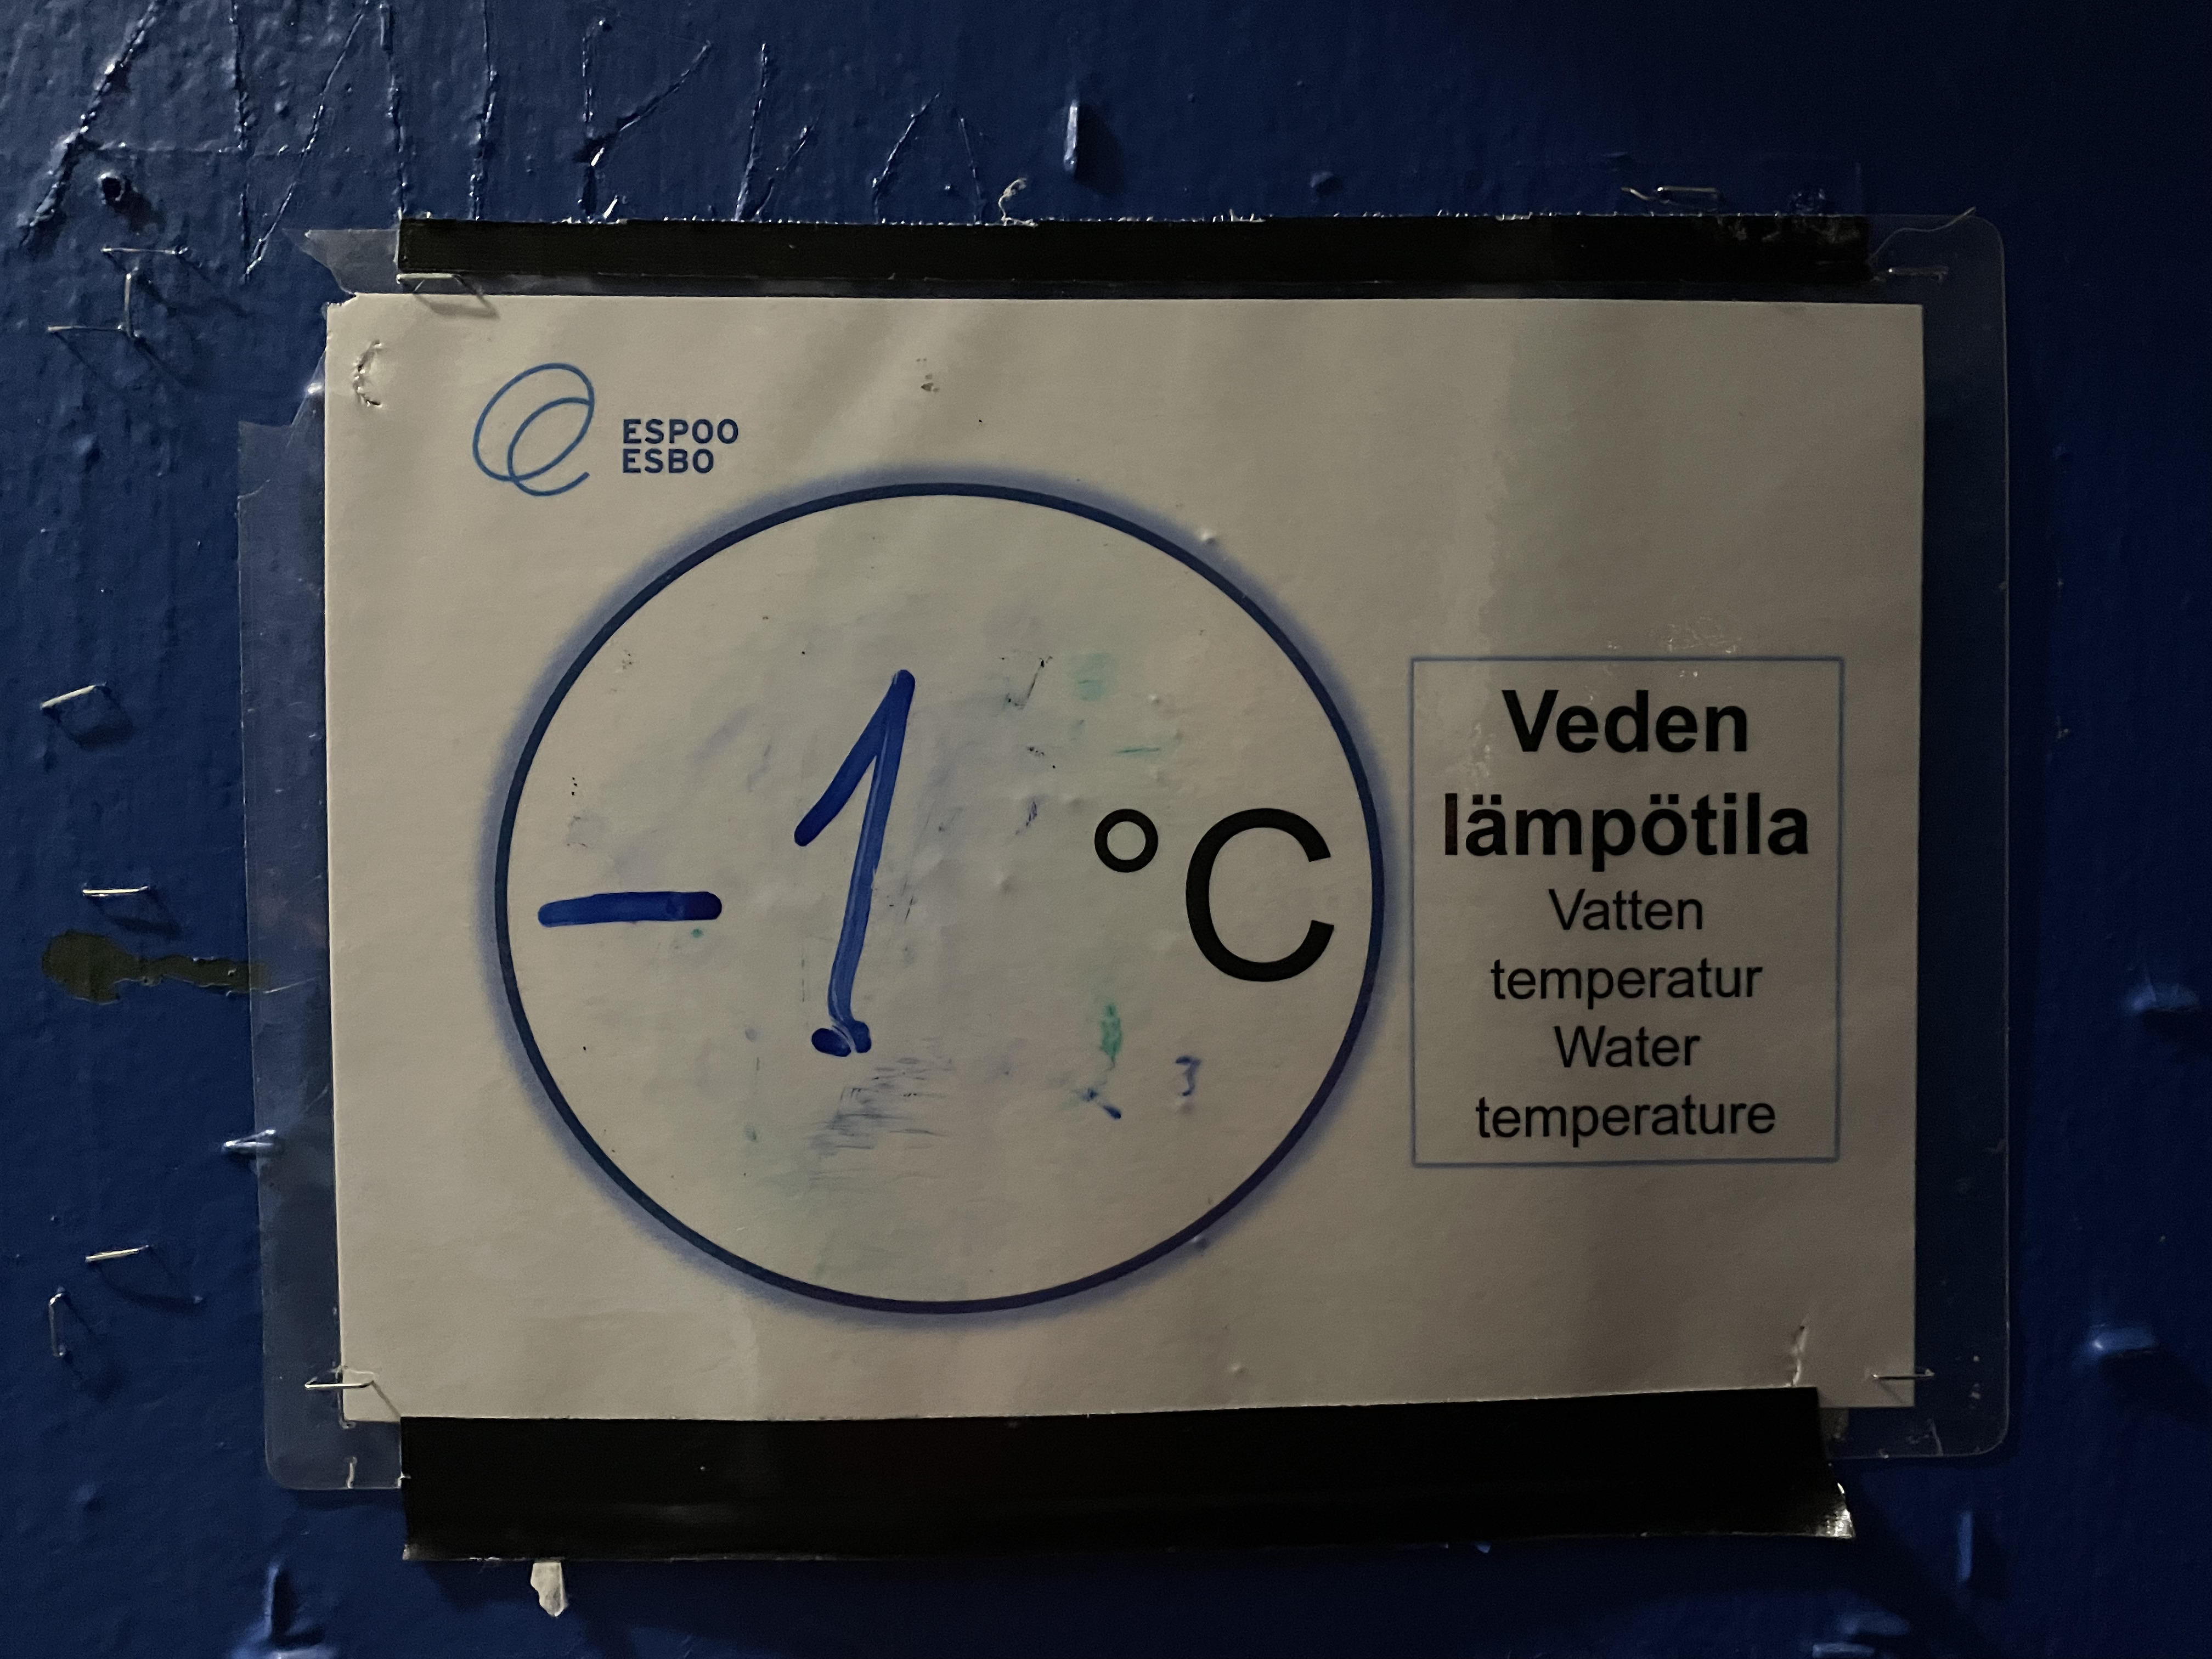 ESPOO
ESBO
-1 °C
Veden
lämpötila
Vatten
temperatur
Water
temperature